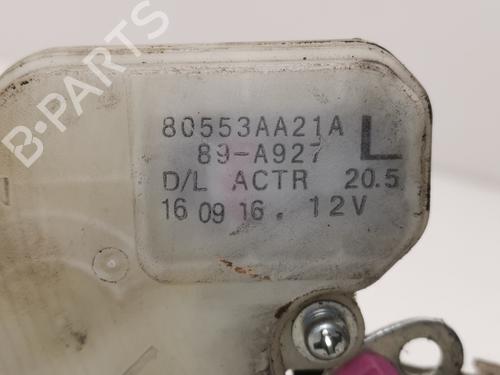 80553AA21A
89-A927 L
D/L ACTR 20.5
16 09 16. 12V
B-PARTS